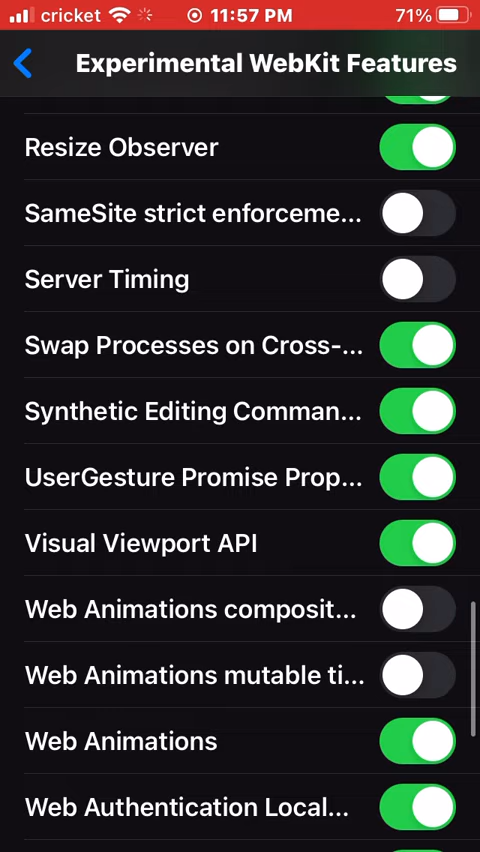 cricket 11:57 PM 71%
Experimental WebKit Features
Resize Observer
SameSite strict enforceme...
Server Timing
Swap Processes on Cross-...
Synthetic Editing Comman...
UserGesture Promise Prop...
Visual Viewport API
Web Animations composit...
Web Animations mutable ti...
Web Animations
Web Authentication Local...